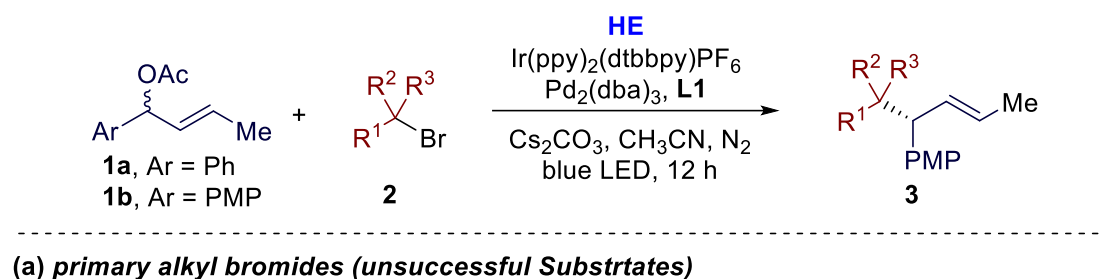 HE
Ir(ppy)2(dtbbpy)PF6
Pd2(dba)3, L1
Cs2CO3, CH3CN, N2
blue LED, 12 h
OAc
Ar
Me
1a, Ar = Ph
1b, Ar = PMP
+
R2 R3
R1
Br
2
R2 R3
R1
Me
PMP
3
(a) primary alkyl bromides (unsuccessful Substrtates)